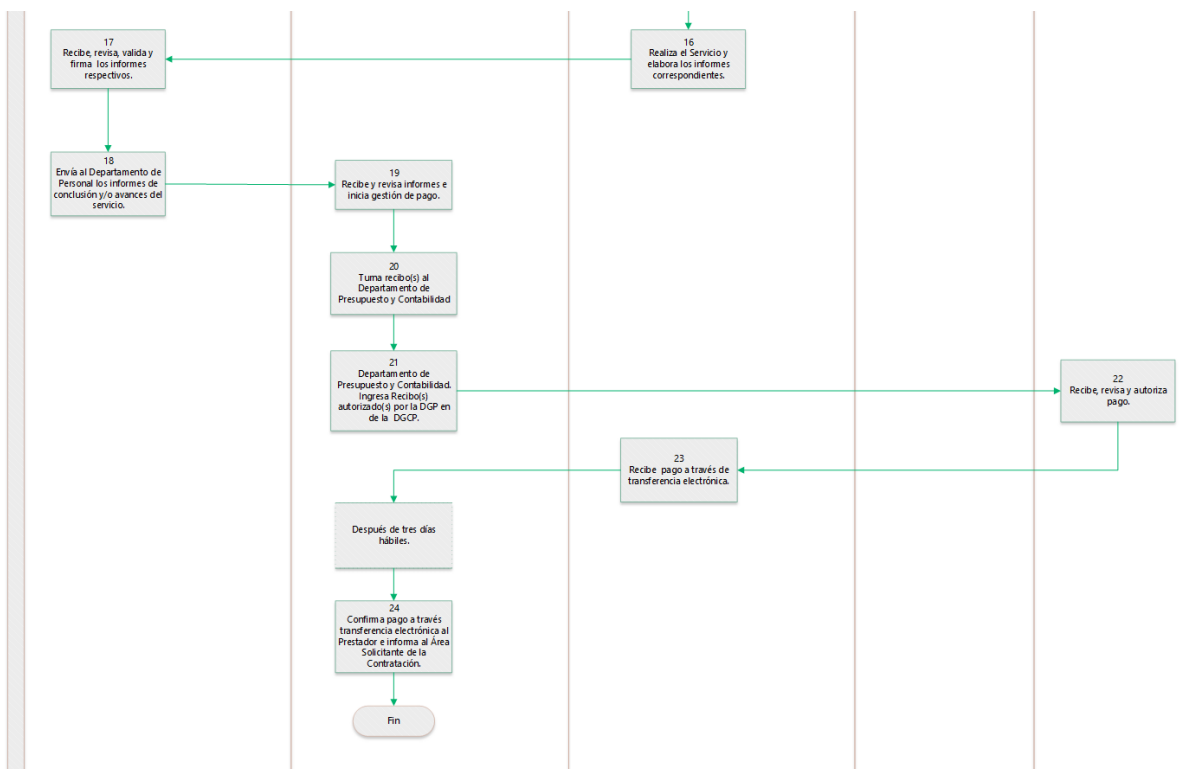 17
Recibe, revisa, valida y
firma los informes
respectivos.
16
Realiza el Servicio y
elabora los informes
correspondientes.
18
Envía al Departamento de
Personal los informes de
conclusión y/o avances del
servicio.
19
Recibe y revisa informes e
inicia gestión de pago.
20
Turna recibo(s) al
Departamento de
Presupuesto y Contabilidad
21
Departamento de
Presupuesto y Contabilidad.
Ingresa Recibo(s)
autorizado(s) por la DGP en
de la DGCP.
22
Recibe, revisa y autoriza
pago.
23
Recibe pago a través de
transferencia electrónica.
Después de tres días
hábiles.
24
Confirma pago a través
transferencia electrónica al
Prestador e informa al Área
Solicitante de la
Contratación.
Fin